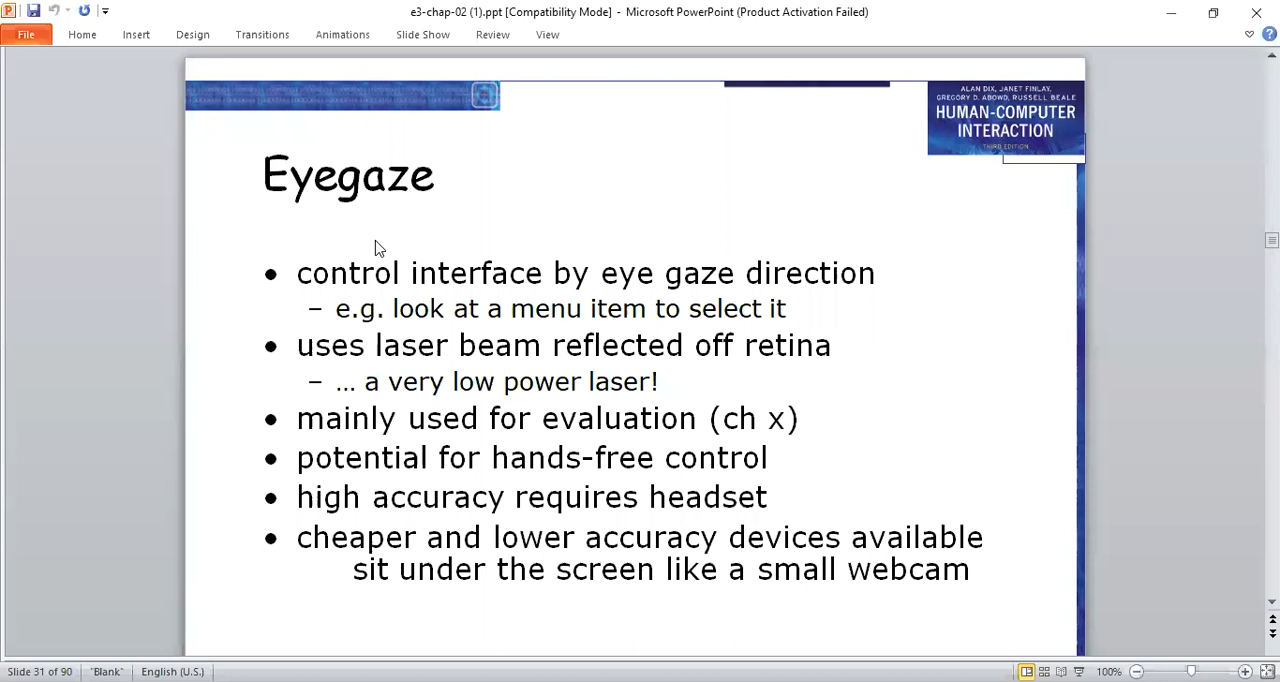 e3-chap-02 (1).ppt [Compatibility Mode] - Microsoft PowerPoint (Product Activation Failed)
File Home Insert Design Transitions Animations Slide Show Review View
ALAN DIX, JANET FINLAY,
GREGORY D. ABOWD, RUSSELL BEALE
HUMAN-COMPUTER
INTERACTION
THIRD EDITION
Eyegaze
• control interface by eye gaze direction
– e.g. look at a menu item to select it
• uses laser beam reflected off retina
– … a very low power laser!
• mainly used for evaluation (ch x)
• potential for hands-free control
• high accuracy requires headset
• cheaper and lower accuracy devices available
sit under the screen like a small webcam
Slide 31 of 90 "Blank" English (U.S.) 100%